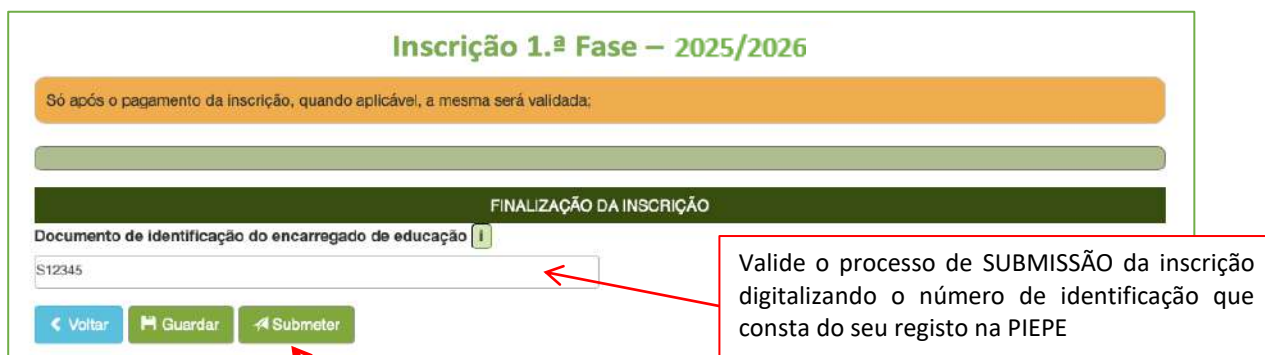 Inscrição 1.ª Fase – 2025/2026
Só após o pagamento da inscrição, quando aplicável, a mesma será validada;
FINALIZAÇÃO DA INSCRIÇÃO
Documento de identificação do encarregado de educação i
S12345
Valide o processo de SUBMISSÃO da inscrição
digitalizando o número de identificação que
consta do seu registo na PIEPE
Voltar Guardar Submeter